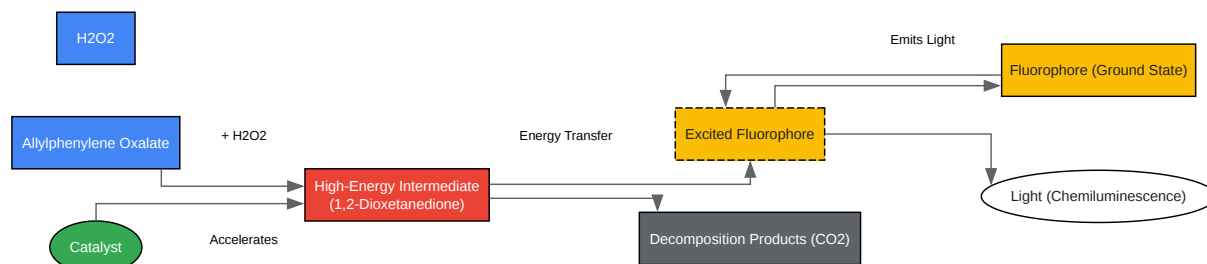 H2O2
Emits Light
Fluorophore (Ground State)
Allylphenylene Oxalate
+ H2O2
Energy Transfer
Excited Fluorophore
High-Energy Intermediate
(1,2-Dioxetanedione)
Light (Chemiluminescence)
Catalyst
Accelerates
Decomposition Products (CO2)